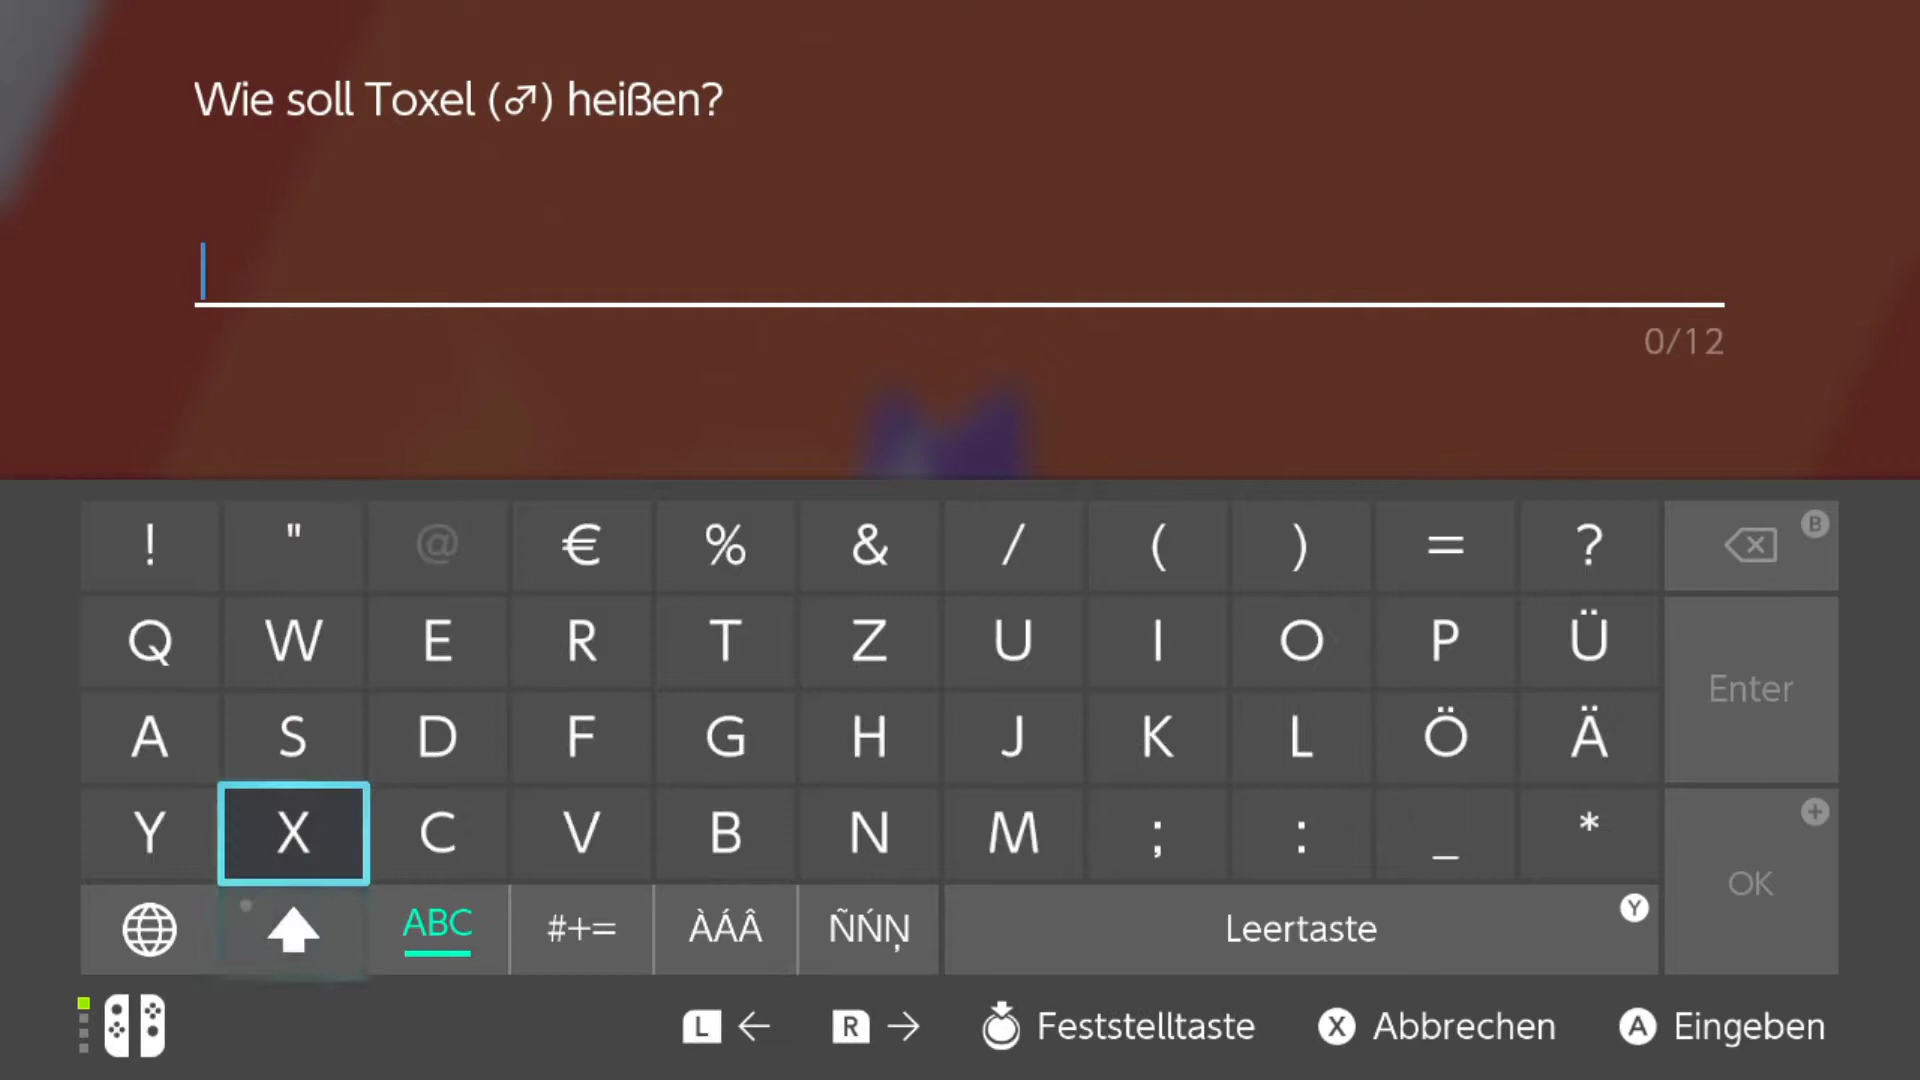 Wie soll Toxel (♂) heißen?
0/12
! " @ € % & / ( ) = ? B
Q W E R T Z U I O P Ü Enter
A S D F G H J K L Ö Ä
Y X C V B N M ; : _ * + OK
ABC #+= ÀÁÂ ÑŃŅ Leertaste Y
L ← R → Feststelltaste X Abbrechen A Eingeben